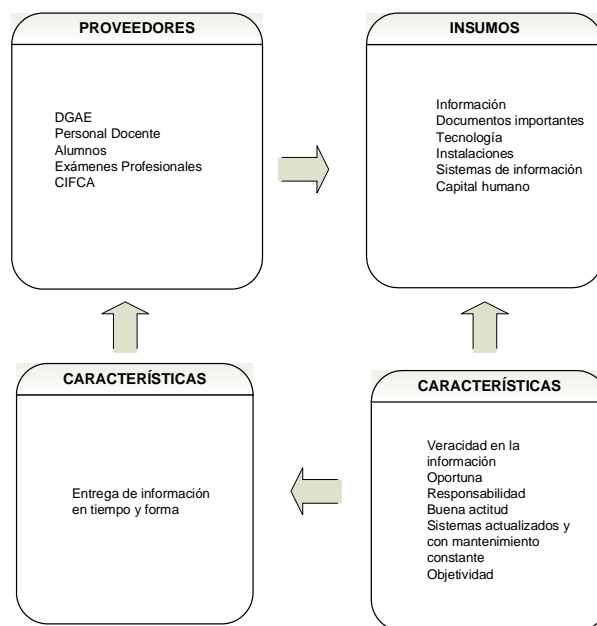 PROVEEDORES
DGAE
Personal Docente
Alumnos
Exámenes Profesionales
CIFCA
INSUMOS
Información
Documentos importantes
Tecnología
Instalaciones
Sistemas de información
Capital humano
CARACTERÍSTÍCAS
Entrega de información
en tiempo y forma
CARACTERÍSTÍCAS
Veracidad en la
información
Oportuna
Responsabilidad
Buena actitud
Sistemas actualizados y
con mantenimiento
constante
Objetividad